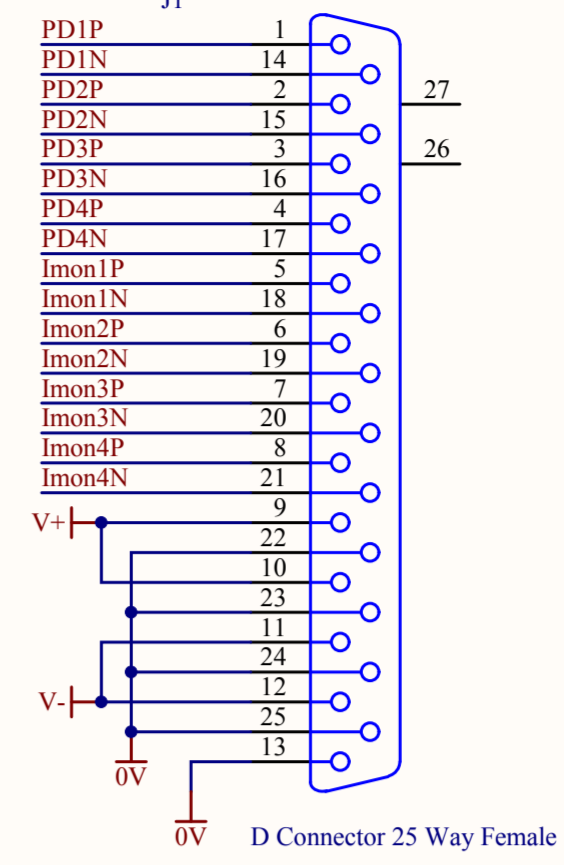 J1
PD1P 1
PD1N 14
PD2P 2 27
PD2N 15
PD3P 3 26
PD3N 16
PD4P 4
PD4N 17
Imon1P 5
Imon1N 18
Imon2P 6
Imon2N 19
Imon3P 7
Imon3N 20
Imon4P 8
Imon4N 21
V+ 9
22
10
23
11
24
V- 12
25
13
0V
0V D Connector 25 Way Female